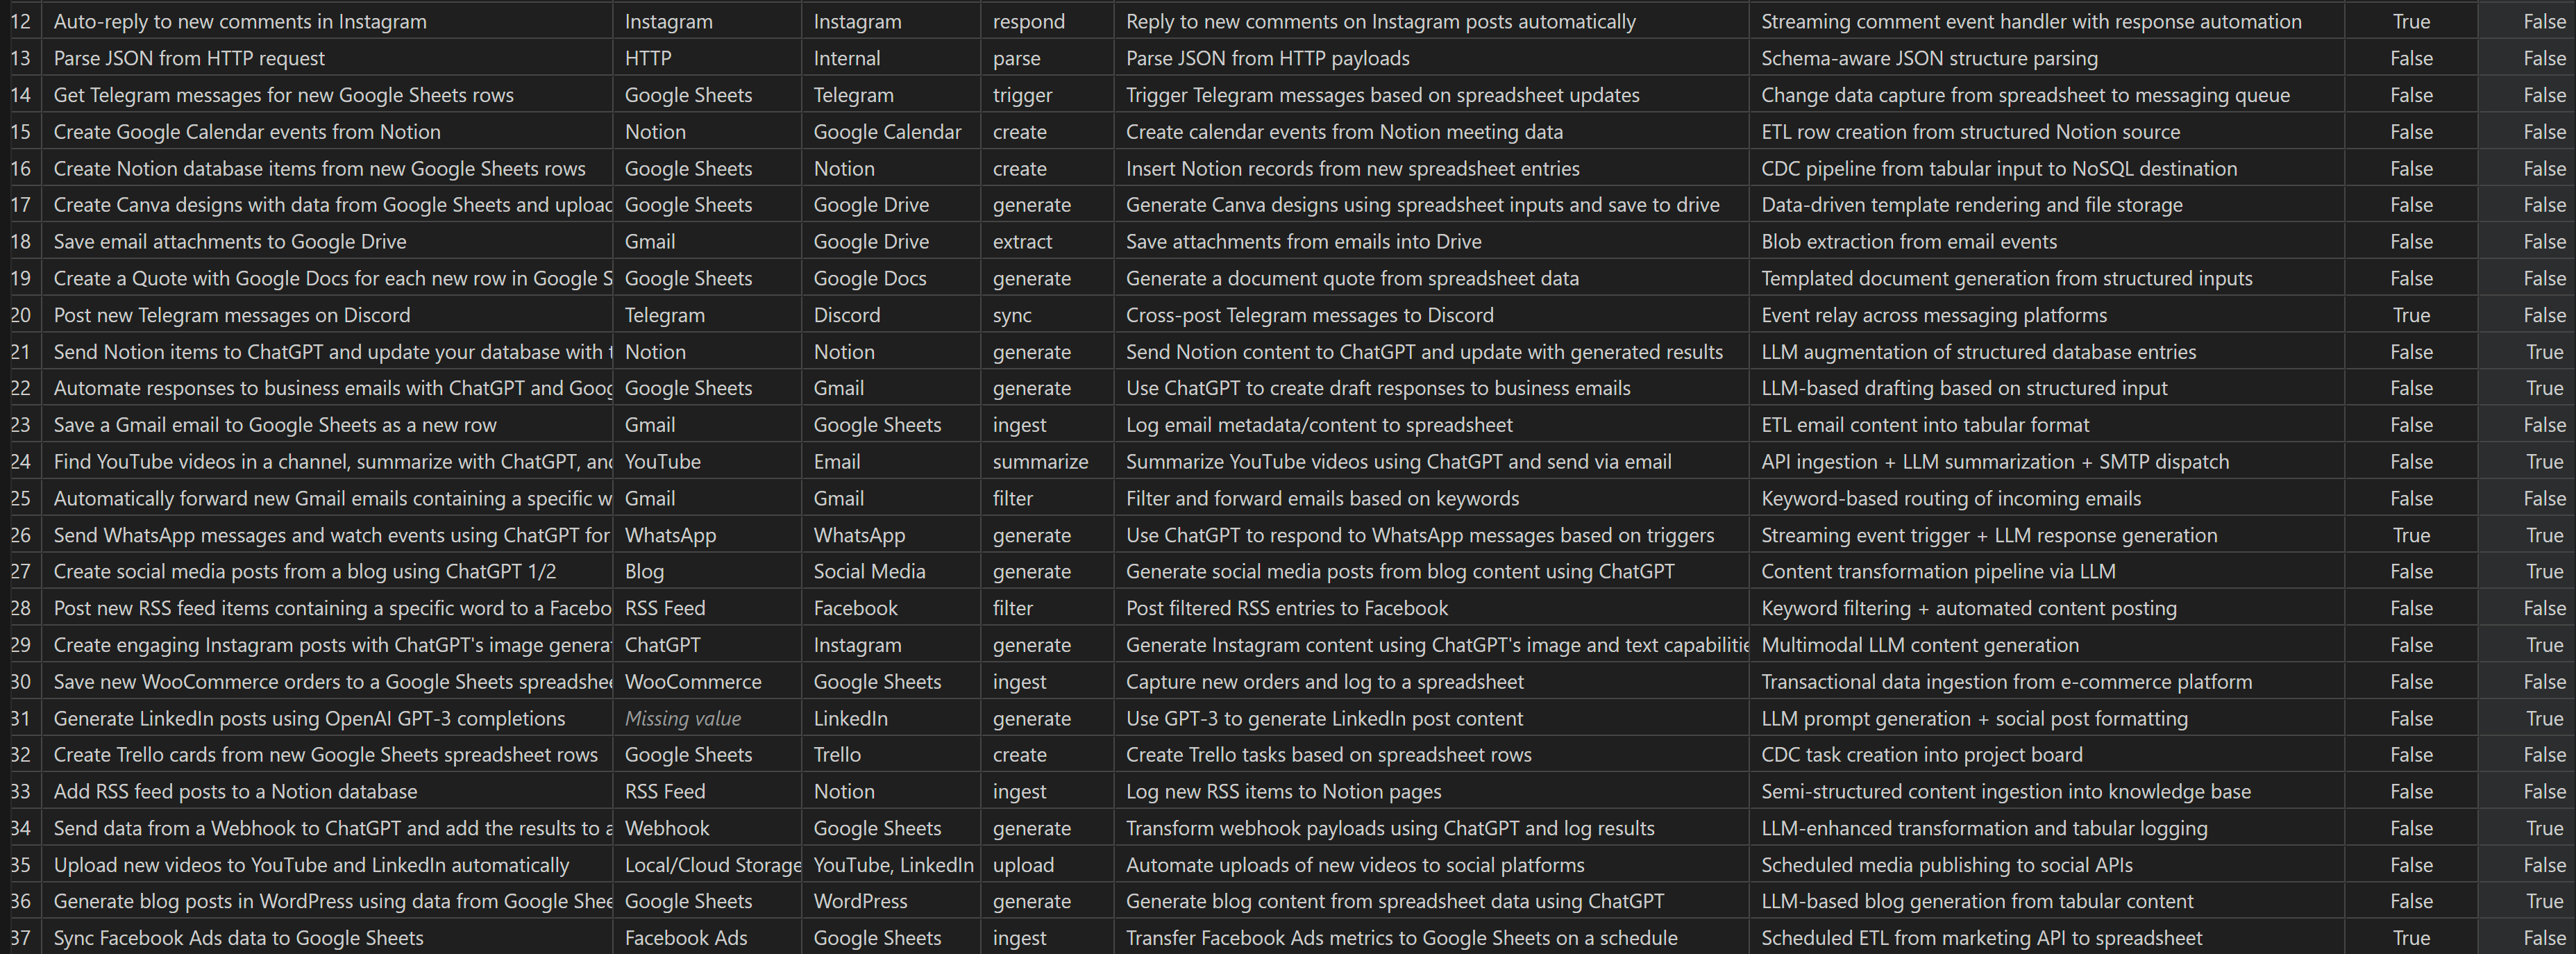 12 Auto-reply to new comments in Instagram Instagram Instagram respond Reply to new comments on Instagram posts automatically Streaming comment event handler with response automation True False
13 Parse JSON from HTTP request HTTP Internal parse Parse JSON from HTTP payloads Schema-aware JSON structure parsing False False
14 Get Telegram messages for new Google Sheets rows Google Sheets Telegram trigger Trigger Telegram messages based on spreadsheet updates Change data capture from spreadsheet to messaging queue False False
15 Create Google Calendar events from Notion Notion Google Calendar create Create calendar events from Notion meeting data ETL row creation from structured Notion source False False
16 Create Notion database items from new Google Sheets rows Google Sheets Notion create Insert Notion records from new spreadsheet entries CDC pipeline from tabular input to NoSQL destination False False
17 Create Canva designs with data from Google Sheets and upload Google Sheets Google Drive generate Generate Canva designs using spreadsheet inputs and save to drive Data-driven template rendering and file storage False False
18 Save email attachments to Google Drive Gmail Google Drive extract Save attachments from emails into Drive Blob extraction from email events False False
19 Create a Quote with Google Docs for each new row in Google S Google Sheets Google Docs generate Generate a document quote from spreadsheet data Templated document generation from structured inputs False False
20 Post new Telegram messages on Discord Telegram Discord sync Cross-post Telegram messages to Discord Event relay across messaging platforms True False
21 Send Notion items to ChatGPT and update your database with t Notion Notion generate Send Notion content to ChatGPT and update with generated results LLM augmentation of structured database entries False True
22 Automate responses to business emails with ChatGPT and Goog Google Sheets Gmail generate Use ChatGPT to create draft responses to business emails LLM-based drafting based on structured input False True
23 Save a Gmail email to Google Sheets as a new row Gmail Google Sheets ingest Log email metadata/content to spreadsheet ETL email content into tabular format False False
24 Find YouTube videos in a channel, summarize with ChatGPT, and YouTube Email summarize Summarize YouTube videos using ChatGPT and send via email API ingestion + LLM summarization + SMTP dispatch False True
25 Automatically forward new Gmail emails containing a specific w Gmail Gmail filter Filter and forward emails based on keywords Keyword-based routing of incoming emails False False
26 Send WhatsApp messages and watch events using ChatGPT for WhatsApp WhatsApp generate Use ChatGPT to respond to WhatsApp messages based on triggers Streaming event trigger + LLM response generation True True
27 Create social media posts from a blog using ChatGPT 1/2 Blog Social Media generate Generate social media posts from blog content using ChatGPT Content transformation pipeline via LLM False True
28 Post new RSS feed items containing a specific word to a Facebo RSS Feed Facebook filter Post filtered RSS entries to Facebook Keyword filtering + automated content posting False False
29 Create engaging Instagram posts with ChatGPT's image generat ChatGPT Instagram generate Generate Instagram content using ChatGPT's image and text capabilitie Multimodal LLM content generation False True
30 Save new WooCommerce orders to a Google Sheets spreadshee WooCommerce Google Sheets ingest Capture new orders and log to a spreadsheet Transactional data ingestion from e-commerce platform False False
31 Generate LinkedIn posts using OpenAI GPT-3 completions Missing value LinkedIn generate Use GPT-3 to generate LinkedIn post content LLM prompt generation + social post formatting False True
32 Create Trello cards from new Google Sheets spreadsheet rows Google Sheets Trello create Create Trello tasks based on spreadsheet rows CDC task creation into project board False False
33 Add RSS feed posts to a Notion database RSS Feed Notion ingest Log new RSS items to Notion pages Semi-structured content ingestion into knowledge base False False
34 Send data from a Webhook to ChatGPT and add the results to a Webhook Google Sheets generate Transform webhook payloads using ChatGPT and log results LLM-enhanced transformation and tabular logging False True
35 Upload new videos to YouTube and LinkedIn automatically Local/Cloud Storage YouTube, LinkedIn upload Automate uploads of new videos to social platforms Scheduled media publishing to social APIs False False
36 Generate blog posts in WordPress using data from Google Shee Google Sheets WordPress generate Generate blog content from spreadsheet data using ChatGPT LLM-based blog generation from tabular content False True
37 Sync Facebook Ads data to Google Sheets Facebook Ads Google Sheets ingest Transfer Facebook Ads metrics to Google Sheets on a schedule Scheduled ETL from marketing API to spreadsheet True False